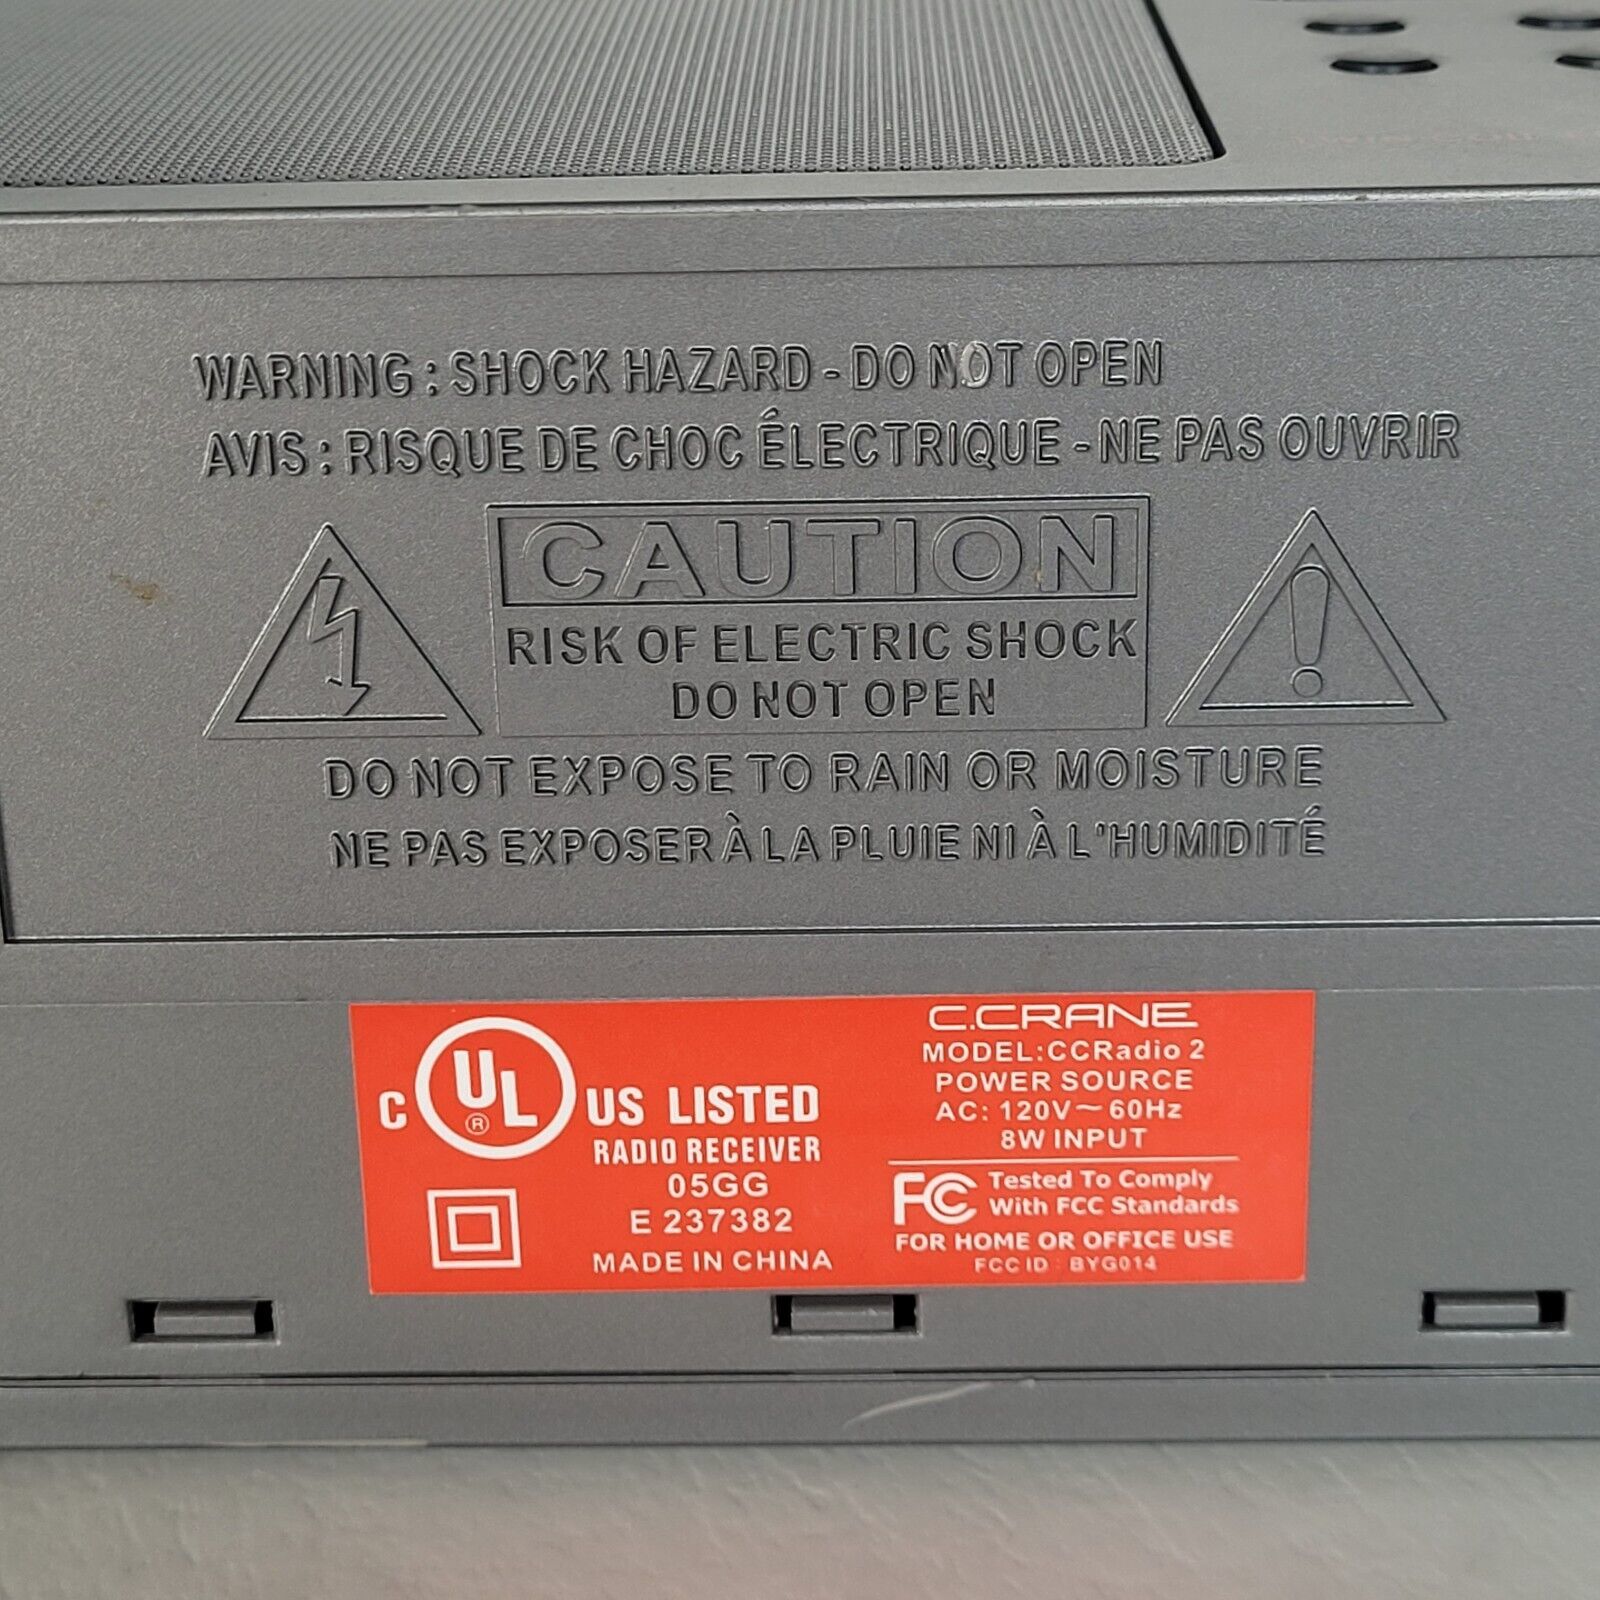 WARNING : SHOCK HAZARD - DO NOT OPEN
AVIS : RISQUE DE CHOC ÉLECTRIQUE - NE PAS OUVRIR
CAUTION
RISK OF ELECTRIC SHOCK
DO NOT OPEN
DO NOT EXPOSE TO RAIN OR MOISTURE
NE PAS EXPOSER À LA PLUIE NI À L'HUMIDITÉ
C UL ® US LISTED
RADIO RECEIVER
05GG
E 237382
MADE IN CHINA
C.CRANE
MODEL:CCRadio 2
POWER SOURCE
AC: 120V~60Hz
8W INPUT
FC Tested To Comply
With FCC Standards
FOR HOME OR OFFICE USE
FCC ID : BYG014